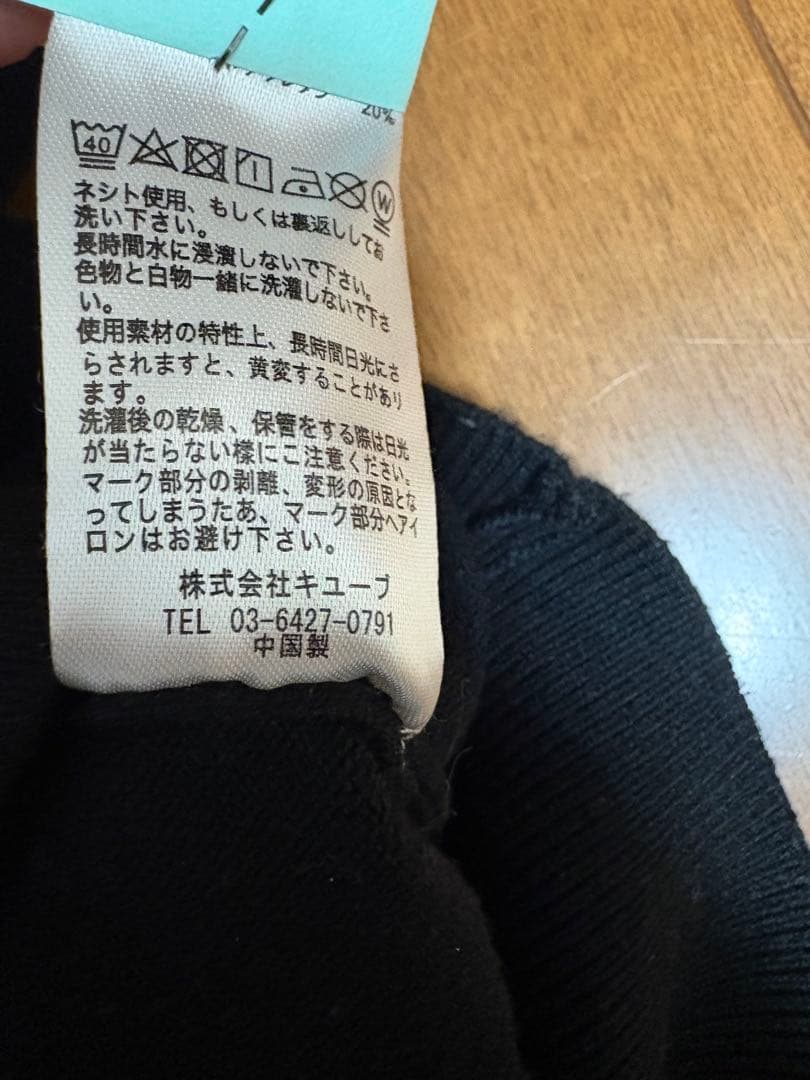 20%
40
W
ネシト使用、もしくは裏返ししてお
洗い下さい。
長時間水に浸漬しないで下さい。
色物と白物一緒に洗濯しないで下さ
い。
使用素材の特性上、長時間日光にさ
らされますと、黄変することがあり
ます。
洗濯後の乾燥、保管をする際は日光
が当たらない様にご注意ください。
マーク部分の剥離、変形の原因とな
ってしまうたあ、マーク部分へアイ
ロンはお避け下さい。
株式会社キューブ
TEL 03-6427-0791
中国製